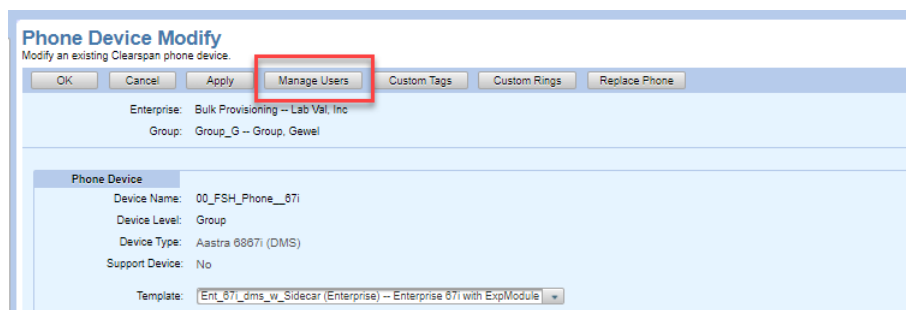 Phone Device Modify
Modify an existing Clearspan phone device.
OK Cancel Apply Manage Users Custom Tags Custom Rings Replace Phone
Enterprise: Bulk Provisioning -- Lab Val, Inc
Group: Group_G -- Group, Gewel
Phone Device
Device Name: 00_FSH_Phone__67i
Device Level: Group
Device Type: Aastra 6867i (DMS)
Support Device: No
Template: Ent_67i_dms_w_Sidecar (Enterprise) -- Enterprise 67i with ExpModule